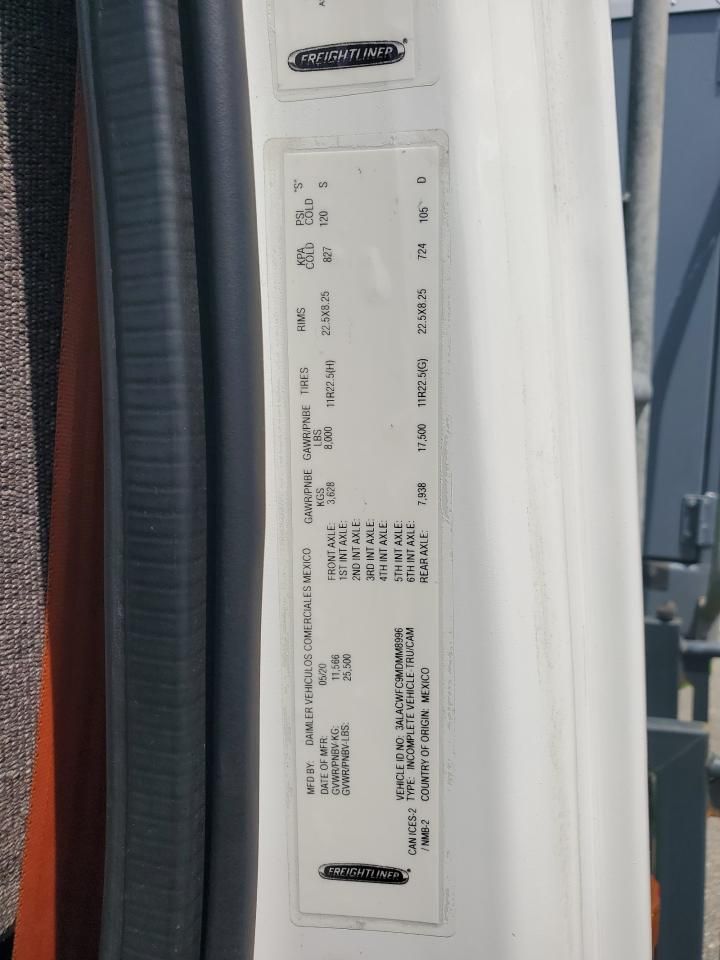 FREIGHTLINER®
MFD BY: DAIMLER VEHICULOS COMERCIALES MEXICO
DATE OF MFR: 05/20
GVWR/PNBV-KG: 11,566
GVWR/PNBV-LBS: 25,500
VEHICLE ID NO: 3ALACWFC9MDMM8996
CAN ICES-2 TYPE: INCOMPLETE VEHICLE-TRU/CAM
/ NMB-2 COUNTRY OF ORIGIN: MEXICO
FREIGHTLINER
GAWR/PNBE GAWR/PNBE TIRES RIMS KPA PSI "S"
KGS LBS COLD COLD
FRONT AXLE: 3,628 8,000 11R22.5(H) 22.5X8.25 827 120 S
1ST INT AXLE:
2ND INT AXLE:
3RD INT AXLE:
4TH INT AXLE:
5TH INT AXLE:
6TH INT AXLE:
REAR AXLE: 7,938 17,500 11R22.5(G) 22.5X8.25 724 105 D